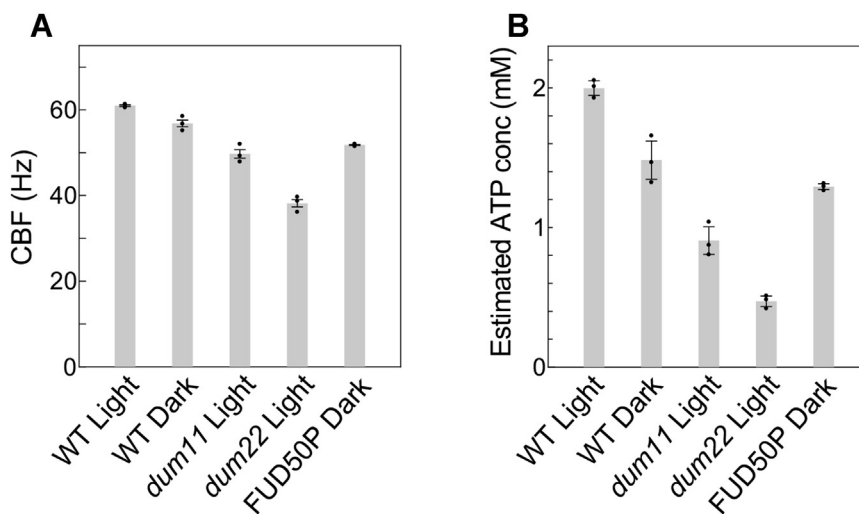 A
CBF (Hz)
60
40
20
0
WT Light
WT Dark
dum11 Light
dum22 Light
FUD50P Dark
B
Estimated ATP conc (mM)
2
1
0
WT Light
WT Dark
dum11 Light
dum22 Light
FUD50P Dark